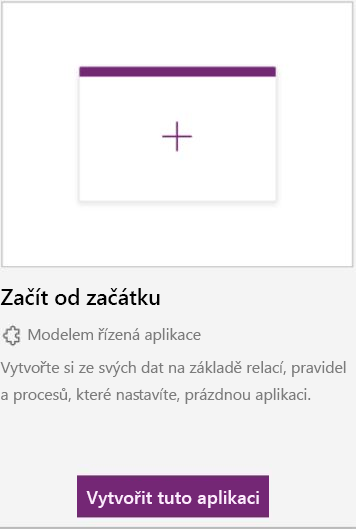 Začít od začátku
Modelem řízená aplikace
Vytvořte si ze svých dat na základě relací, pravidel
a procesů, které nastavíte, prázdnou aplikaci.
Vytvořit tuto aplikaci